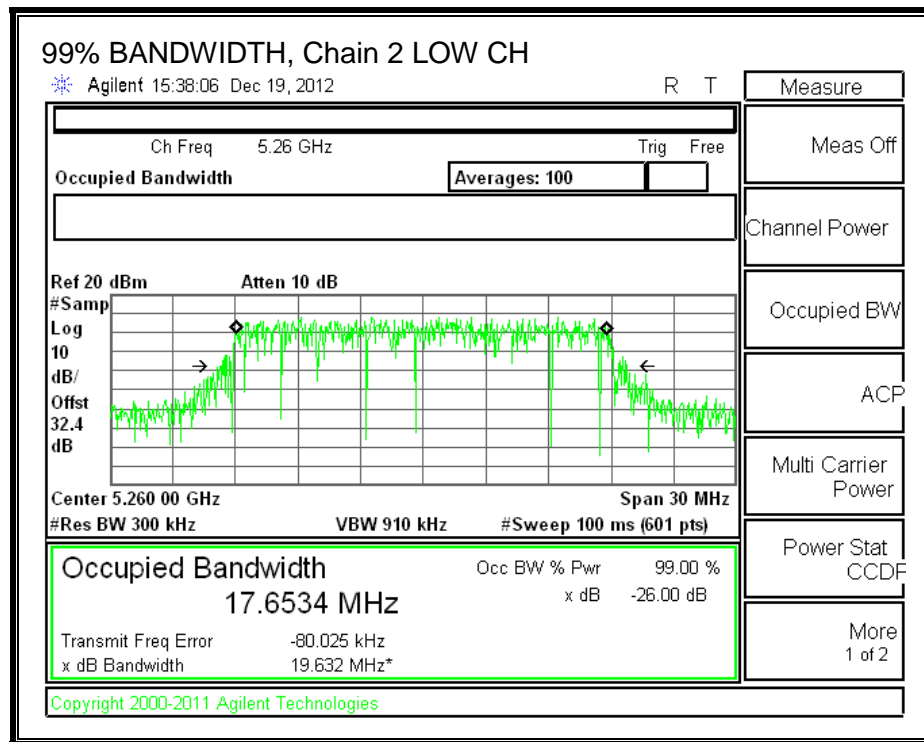 99% BANDWIDTH, Chain 2 LOW CH
Agilent 15:38:06 Dec 19, 2012 R T
Measure
Ch Freq 5.26 GHz Trig Free
Meas Off
Occupied Bandwidth Averages: 100
Channel Power
Ref 20 dBm Atten 10 dB
#Samp
Occupied BW
Log
10
dB/
ACP
Offst
32.4
dB
Multi Carrier
Power
Center 5.260 00 GHz Span 30 MHz
#Res BW 300 kHz VBW 910 kHz #Sweep 100 ms (601 pts)
Power Stat
CCDF
Occupied Bandwidth Occ BW % Pwr 99.00 %
17.6534 MHz x dB -26.00 dB
More
1 of 2
Transmit Freq Error -80.025 kHz
x dB Bandwidth 19.632 MHz*
Copyright 2000-2011 Agilent Technologies